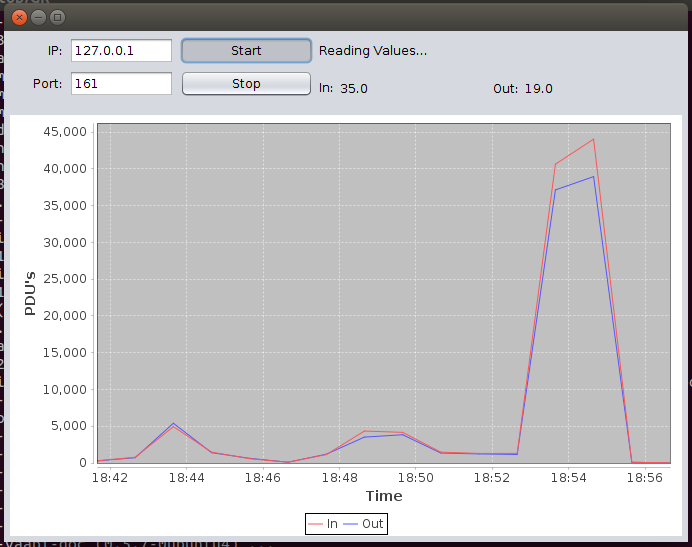 IP: 127.0.0.1 Start Reading Values...
Port: 161 Stop In: 35.0 Out: 19.0
45,000
40,000
35,000
30,000
25,000
20,000
15,000
10,000
5,000
0
PDU's
18:42 18:44 18:46 18:48 18:50 18:52 18:54 18:56
Time
In Out